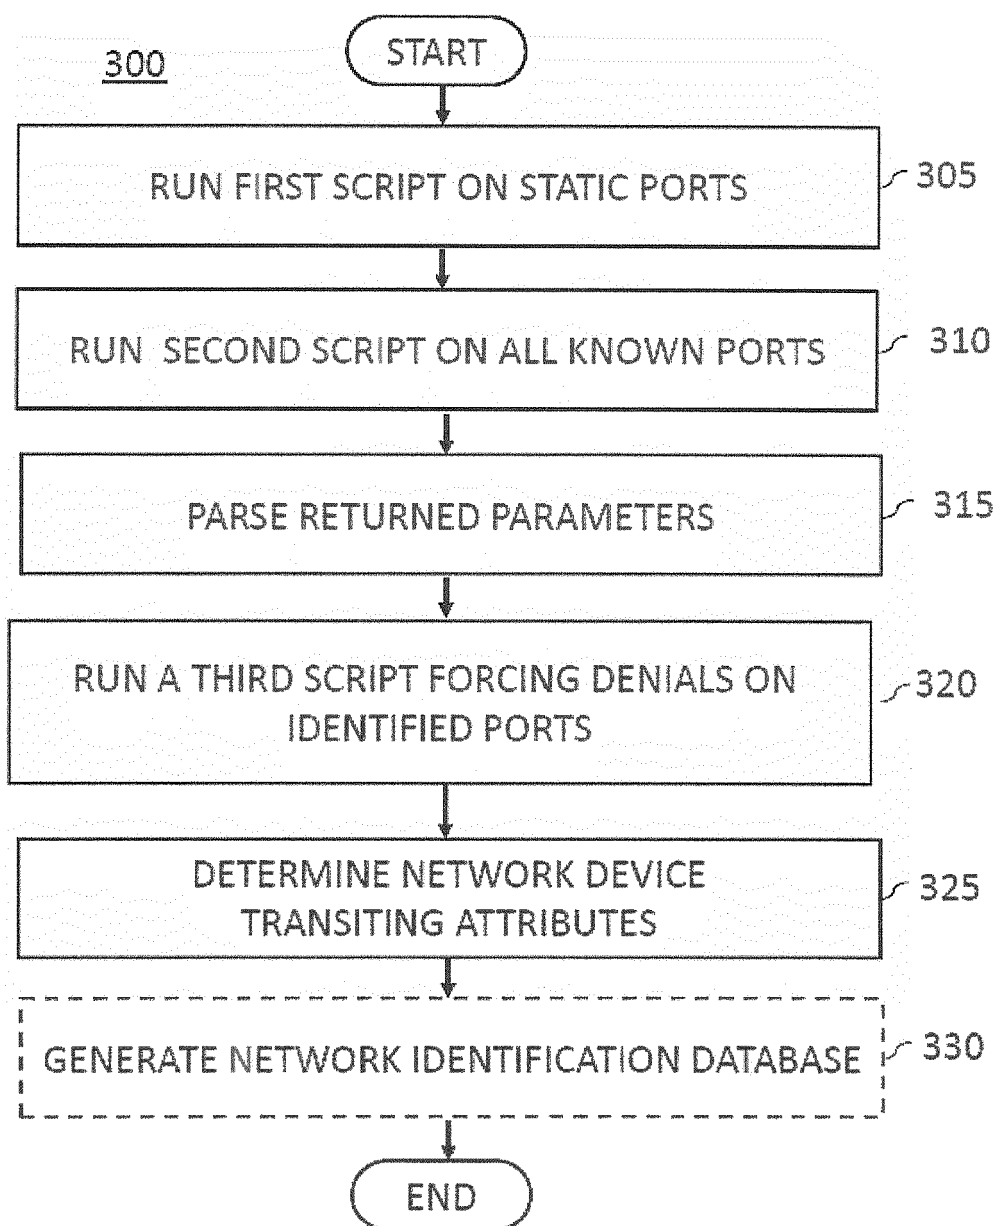 START
300
RUN FIRST SCRIPT ON STATIC PORTS
305
RUN SECOND SCRIPT ON ALL KNOWN PORTS
310
PARSE RETURNED PARAMETERS
315
RUN A THIRD SCRIPT FORCING DENIALS ON
IDENTIFIED PORTS
320
DETERMINE NETWORK DEVICE
TRANSITING ATTRIBUTES
325
GENERATE NETWORK IDENTIFICATION DATABASE
330
END